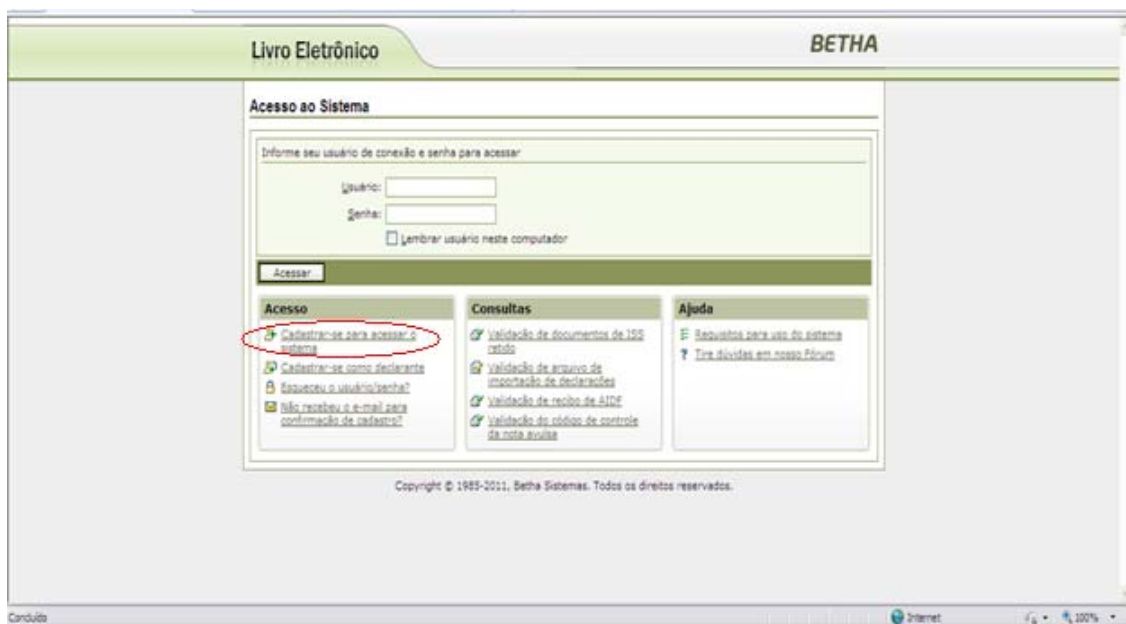 Livro Eletrônico
BETHA
Acesso ao Sistema
Informe seu usuário de conexão e senha para acessar
Usuário:
Senha:
Lembrar usuário neste computador
Acessar
Acesso
Cadastrar-se para acessar o
sistema
Cadastrar-se como declarante
Esqueceu o usuário/senha?
Não recebeu o e-mail para
confirmação de cadastro?
Consultas
Validação de documentos de ISS
retido
Validação de arquivo de
importação de declarações
Validação de recibo de AIDF
Validação do código de controle
da nota avulsa
Ajuda
Requisitos para uso do sistema
? Tire dúvidas em nosso Fórum
Copyright © 1985-2011, Betha Sistemas. Todos os direitos reservados.
Concluído
Internet
100%